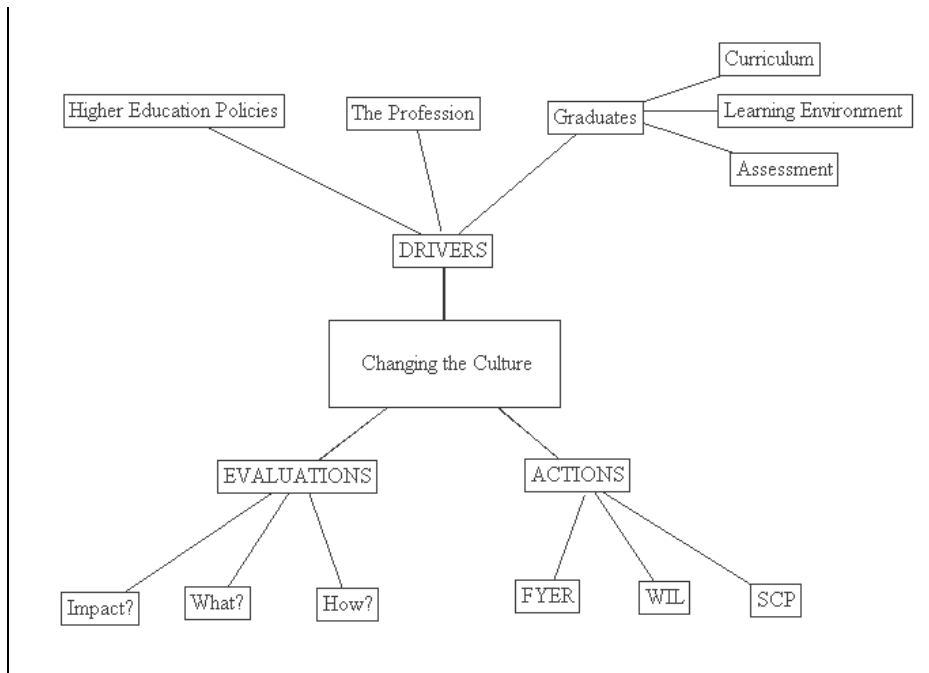 Curriculum
Higher Education Policies
The Profession
Graduates
Learning Environment
Assessment
DRIVERS
Changing the Culture
EVALUATIONS
ACTIONS
Impact?
What?
How?
FYER
WIL
SCP